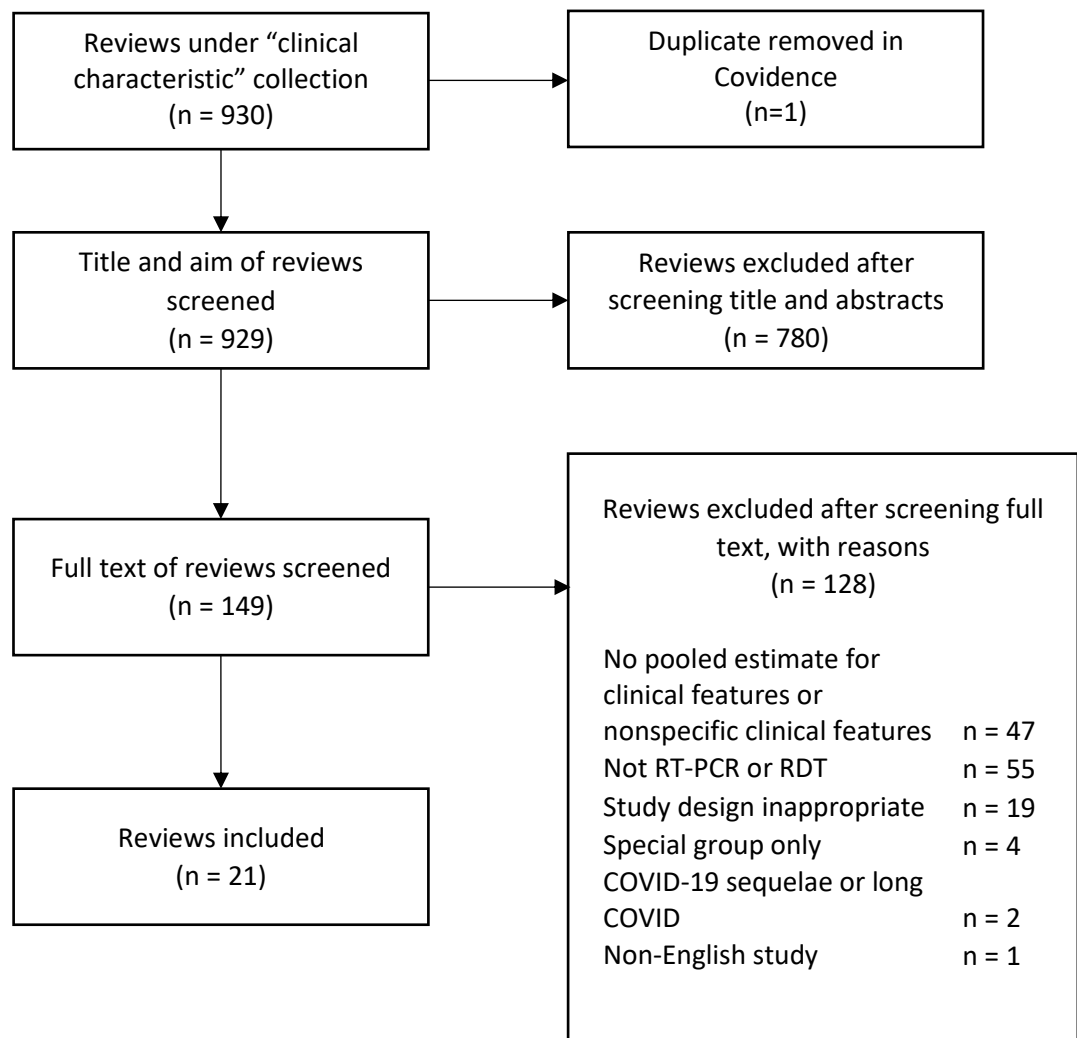 Reviews under “clinical
characteristic” collection
(n = 930)
Duplicate removed in
Covidence
(n=1)
Title and aim of reviews
screened
(n = 929)
Reviews excluded after
screening title and abstracts
(n = 780)
Full text of reviews screened
(n = 149)
Reviews excluded after screening full
text, with reasons
(n = 128)
No pooled estimate for
clinical features or
nonspecific clinical features n = 47
Not RT-PCR or RDT n = 55
Study design inappropriate n = 19
Special group only n = 4
COVID-19 sequelae or long
COVID n = 2
Non-English study n = 1
Reviews included
(n = 21)